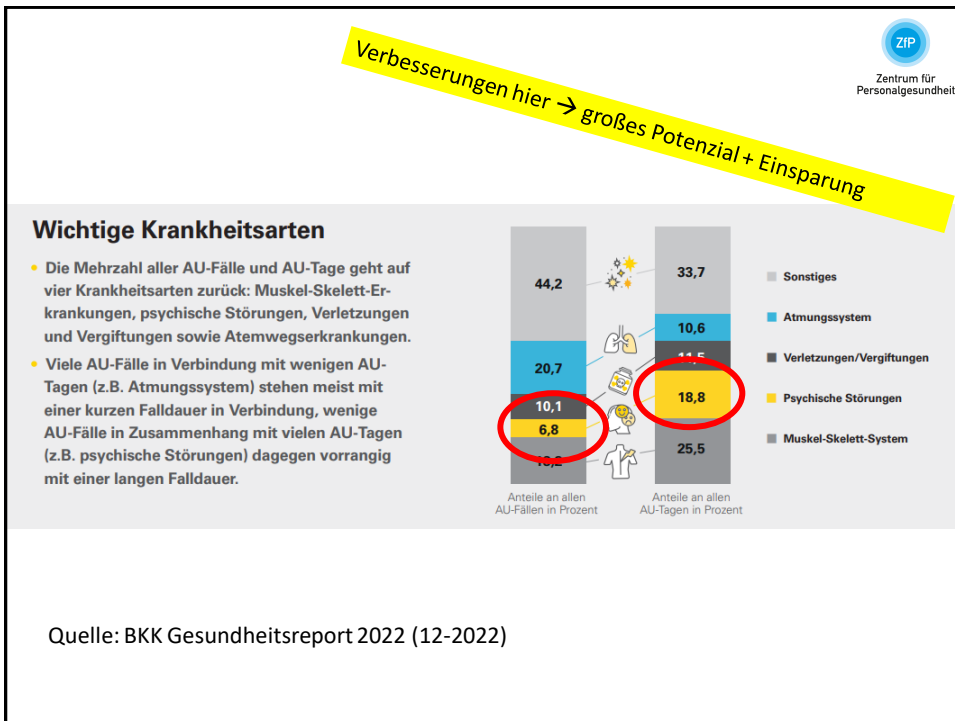 ZfP
Zentrum für
Personalgesundheit
Verbesserungen hier → großes Potenzial + Einsparung
Wichtige Krankheitsarten
• Die Mehrzahl aller AU-Fälle und AU-Tage geht auf
vier Krankheitsarten zurück: Muskel-Skelett-Er-
krankungen, psychische Störungen, Verletzungen
und Vergiftungen sowie Atemwegserkrankungen.
• Viele AU-Fälle in Verbindung mit wenigen AU-
Tagen (z.B. Atmungssystem) stehen meist mit
einer kurzen Falldauer in Verbindung, wenige
AU-Fälle in Zusammenhang mit vielen AU-Tagen
(z.B. psychische Störungen) dagegen vorrangig
mit einer langen Falldauer.
44,2
20,7
10,1
6,8
33,7
10,6
11,5
18,8
25,5
Anteile an allen
AU-Fällen in Prozent
Anteile an allen
AU-Tagen in Prozent
Sonstiges
Atmungssystem
Verletzungen/Vergiftungen
Psychische Störungen
Muskel-Skelett-System
Quelle: BKK Gesundheitsreport 2022 (12-2022)